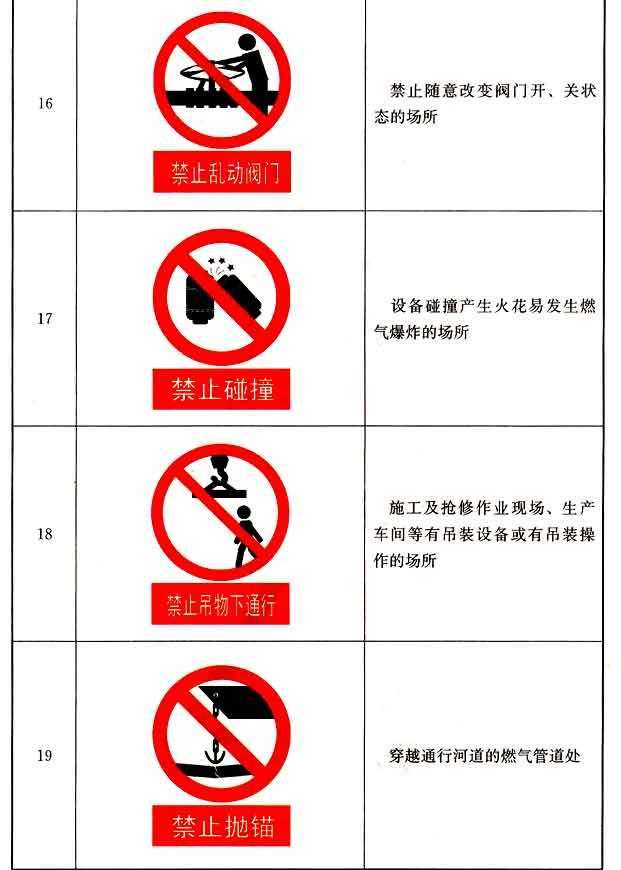 16
禁止乱动阀门
禁止随意改变阀门开、关状
态的场所
17
禁止碰撞
设备碰撞产生火花易发生燃
气爆炸的场所
18
禁止吊物下通行
施工及抢修作业现场、生产
车间等有吊装设备或有吊装操
作的场所
19
禁止抛锚
穿越通行河道的燃气管道处